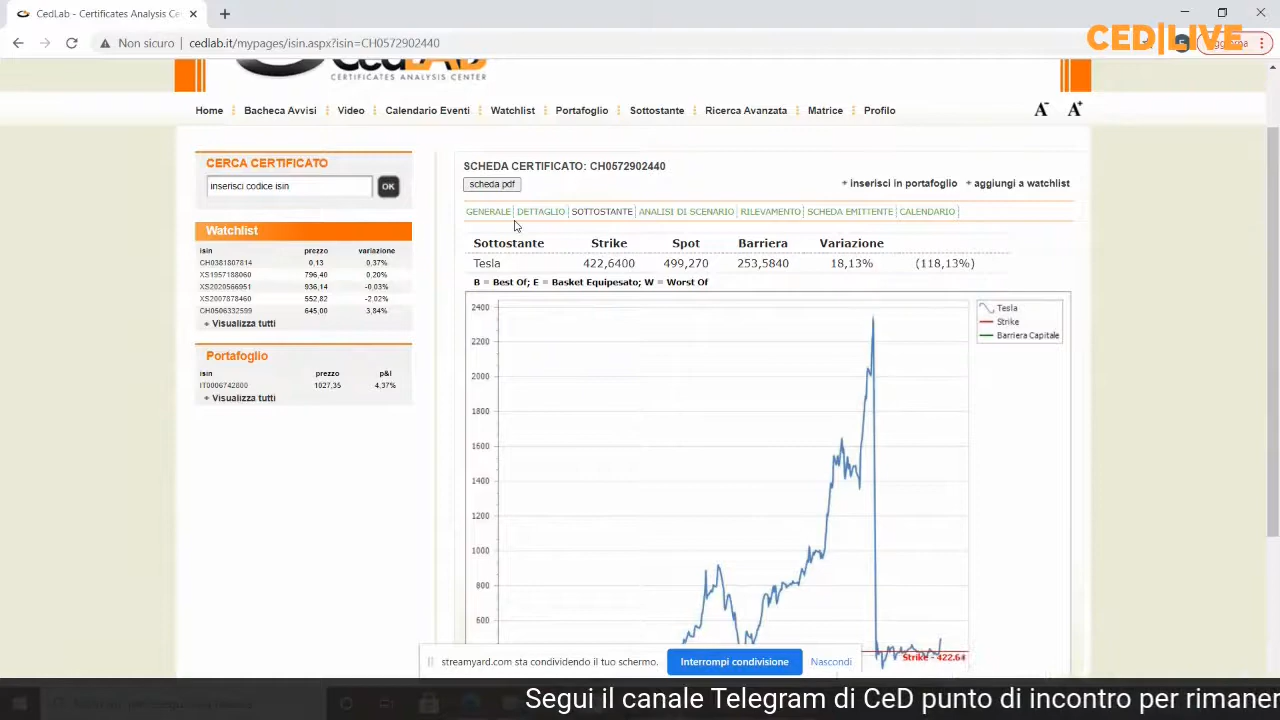 CedLAB - Certificates Analysis Cen
CED|LIVE
Non sicuro
cedlab.it/mypages/isin.aspx?isin=CH0572902440
CedLAB
CERTIFICATES ANALYSIS CENTER
Home Bacheca Avvisi Video Calendario Eventi Watchlist Portafoglio Sottostante Ricerca Avanzata Matrice Profilo A- A+
CERCA CERTIFICATO
inserisci codice isin OK
Watchlist
isin prezzo variazione
CH0381807814 0,13 0,37%
XS1957188060 796,40 0,20%
XS2020566951 936,14 -0,03%
XS2007878460 552,82 -2,02%
CH0506332599 845,00 3,84%
+ Visualizza tutti
Portafoglio
isin prezzo p&l
IT0006742800 1027,35 4,37%
+ Visualizza tutti
SCHEDA CERTIFICATO: CH0572902440
scheda pdf
+ inserisci in portafoglio + aggiungi a watchlist
GENERALE DETTAGLIO SOTTOSTANTE ANALISI DI SCENARIO RILEVAMENTO SCHEDA EMITTENTE CALENDARIO
Sottostante Strike Spot Barriera Variazione
Tesla 422,6400 499,270 253,5840 18,13% (118,13%)
B = Best Of; E = Basket Equipesato; W = Worst Of
2400
2200
2000
1800
1600
1400
1200
1000
800
600
Tesla
Strike
Barriera Capitale
Strike - 422.64
streamyard.com sta condividendo il tuo schermo. Interrompi condivisione Nascondi
Segui il canale Telegram di CeD punto di incontro per rimaner